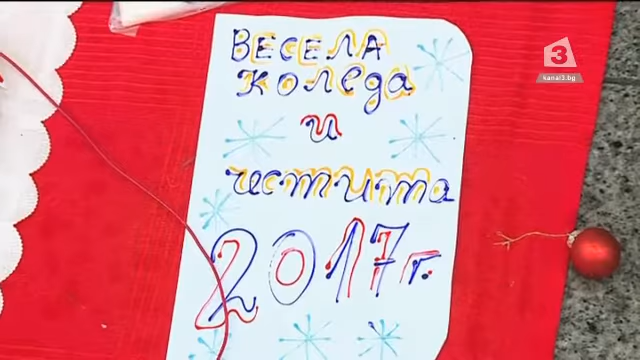 ВЕСЕЛА
КОЛЕДА
и
честита
2017г.
3
kanal3.bg